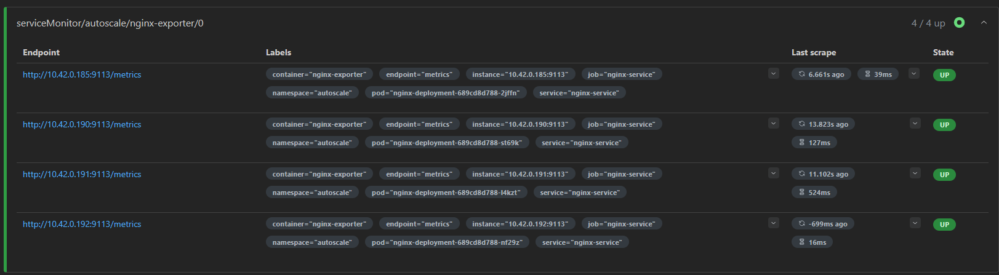 serviceMonitor/autoscale/nginx-exporter/0 4 / 4 up
Endpoint Labels Last scrape State
http://10.42.0.185:9113/metrics container="nginx-exporter" endpoint="metrics" instance="10.42.0.185:9113" job="nginx-service" 6.661s ago 39ms UP
namespace="autoscale" pod="nginx-deployment-689cd8d788-2jffn" service="nginx-service"
http://10.42.0.190:9113/metrics container="nginx-exporter" endpoint="metrics" instance="10.42.0.190:9113" job="nginx-service" 13.823s ago UP
namespace="autoscale" pod="nginx-deployment-689cd8d788-st69k" service="nginx-service" 127ms
http://10.42.0.191:9113/metrics container="nginx-exporter" endpoint="metrics" instance="10.42.0.191:9113" job="nginx-service" 11.102s ago UP
namespace="autoscale" pod="nginx-deployment-689cd8d788-l4kzt" service="nginx-service" 524ms
http://10.42.0.192:9113/metrics container="nginx-exporter" endpoint="metrics" instance="10.42.0.192:9113" job="nginx-service" -699ms ago UP
namespace="autoscale" pod="nginx-deployment-689cd8d788-nf29z" service="nginx-service" 16ms